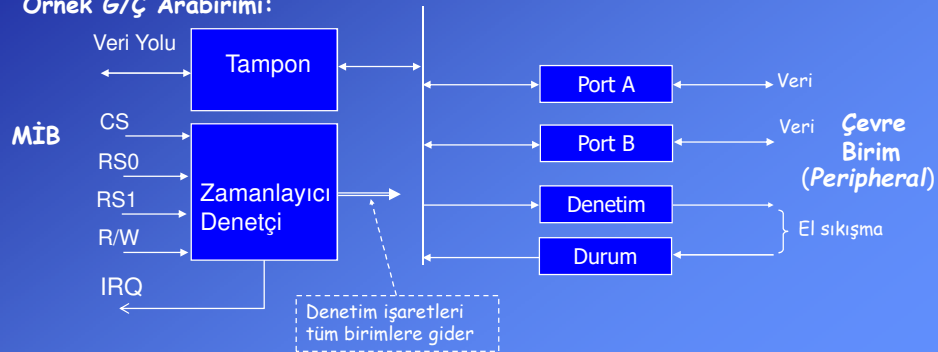 Örnek G/Ç Arabirimi:
Veri Yolu
Tampon
Port A
Veri
MİB
CS
Port B
Veri
Çevre
Birim
(Peripheral)
RS0
RS1
Zamanlayıcı
Denetçi
Denetim
R/W
El sıkışma
Durum
IRQ
Denetim işaretleri
tüm birimlere gider